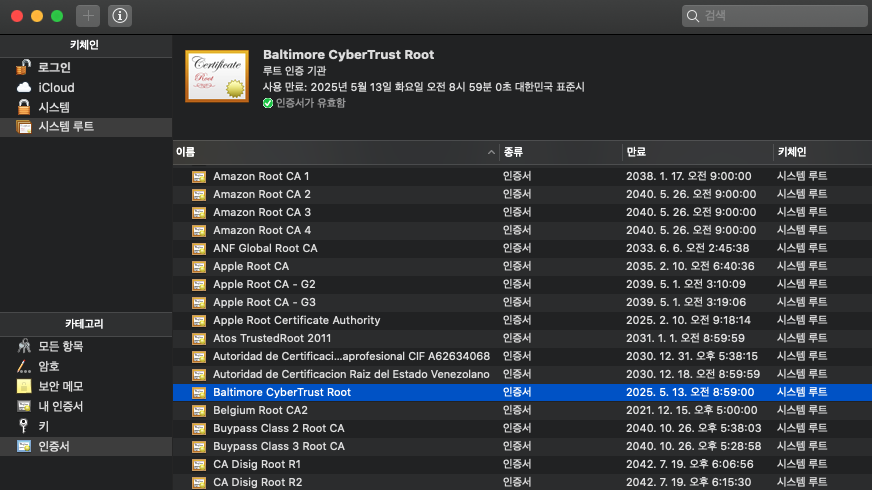 검색
키체인
로그인
iCloud
시스템
시스템 루트
Certificate
Root
Baltimore CyberTrust Root
루트 인증 기관
사용 만료: 2025년 5월 13일 화요일 오전 8시 59분 0초 대한민국 표준시
인증서가 유효함
이름 종류 만료 키체인
Amazon Root CA 1 인증서 2038. 1. 17. 오전 9:00:00 시스템 루트
Amazon Root CA 2 인증서 2040. 5. 26. 오전 9:00:00 시스템 루트
Amazon Root CA 3 인증서 2040. 5. 26. 오전 9:00:00 시스템 루트
Amazon Root CA 4 인증서 2040. 5. 26. 오전 9:00:00 시스템 루트
ANF Global Root CA 인증서 2033. 6. 6. 오전 2:45:38 시스템 루트
Apple Root CA 인증서 2035. 2. 10. 오전 6:40:36 시스템 루트
Apple Root CA - G2 인증서 2039. 5. 1. 오전 3:10:09 시스템 루트
Apple Root CA - G3 인증서 2039. 5. 1. 오전 3:19:06 시스템 루트
Apple Root Certificate Authority 인증서 2025. 2. 10. 오전 9:18:14 시스템 루트
Atos TrustedRoot 2011 인증서 2031. 1. 1. 오전 8:59:59 시스템 루트
Autoridad de Certificaci...aprofesional CIF A62634068 인증서 2030. 12. 31. 오후 5:38:15 시스템 루트
Autoridad de Certificacion Raiz del Estado Venezolano 인증서 2030. 12. 18. 오전 8:59:59 시스템 루트
Baltimore CyberTrust Root 인증서 2025. 5. 13. 오전 8:59:00 시스템 루트
Belgium Root CA2 인증서 2021. 12. 15. 오후 5:00:00 시스템 루트
Buypass Class 2 Root CA 인증서 2040. 10. 26. 오후 5:38:03 시스템 루트
Buypass Class 3 Root CA 인증서 2040. 10. 26. 오후 5:28:58 시스템 루트
CA Disig Root R1 인증서 2042. 7. 19. 오후 6:06:56 시스템 루트
CA Disig Root R2 인증서 2042. 7. 19. 오후 6:15:30 시스템 루트
카테고리
모든 항목
암호
보안 메모
내 인증서
키
인증서